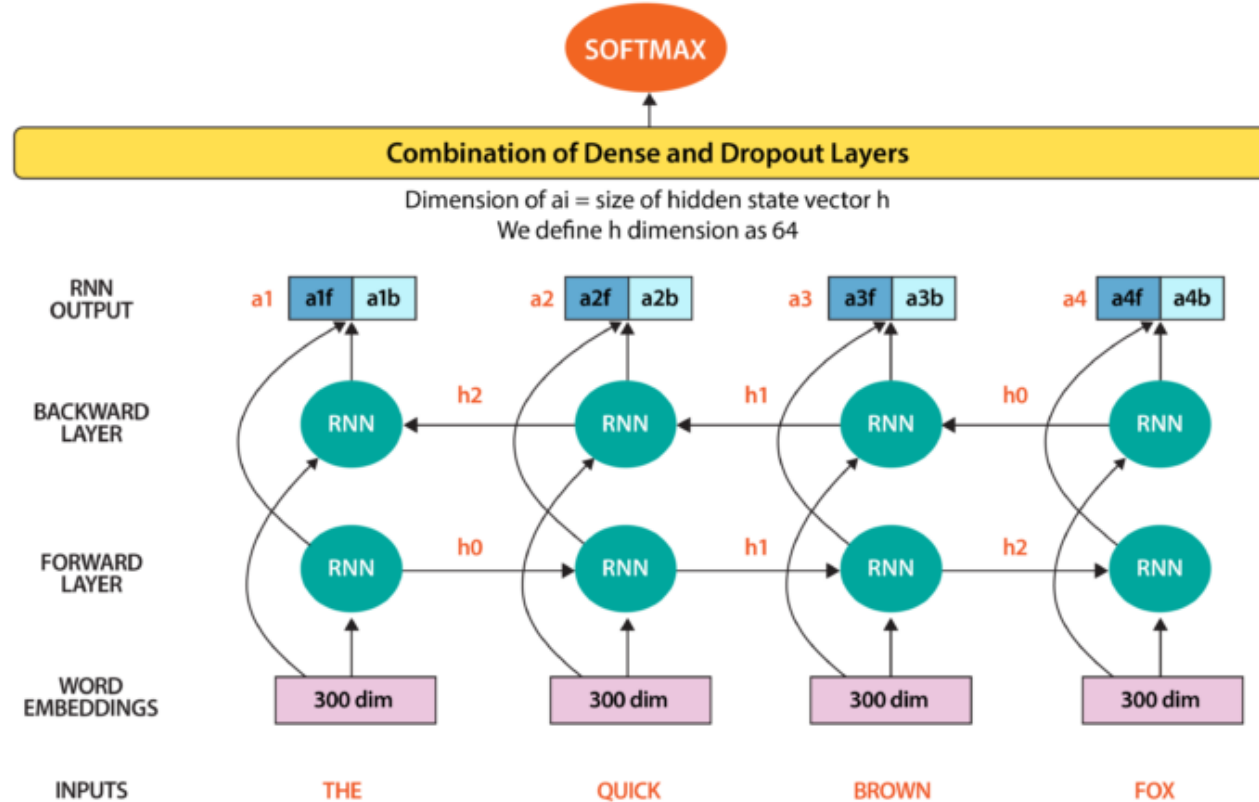 SOFTMAX
Combination of Dense and Dropout Layers
Dimension of ai = size of hidden state vector h
We define h dimension as 64
RNN
OUTPUT
a1 a1f a1b a2 a2f a2b a3 a3f a3b a4 a4f a4b
BACKWARD
LAYER
RNN h2 RNN h1 RNN h0 RNN
FORWARD
LAYER
RNN h0 RNN h1 RNN h2 RNN
WORD
EMBEDDINGS
300 dim 300 dim 300 dim 300 dim
INPUTS THE QUICK BROWN FOX